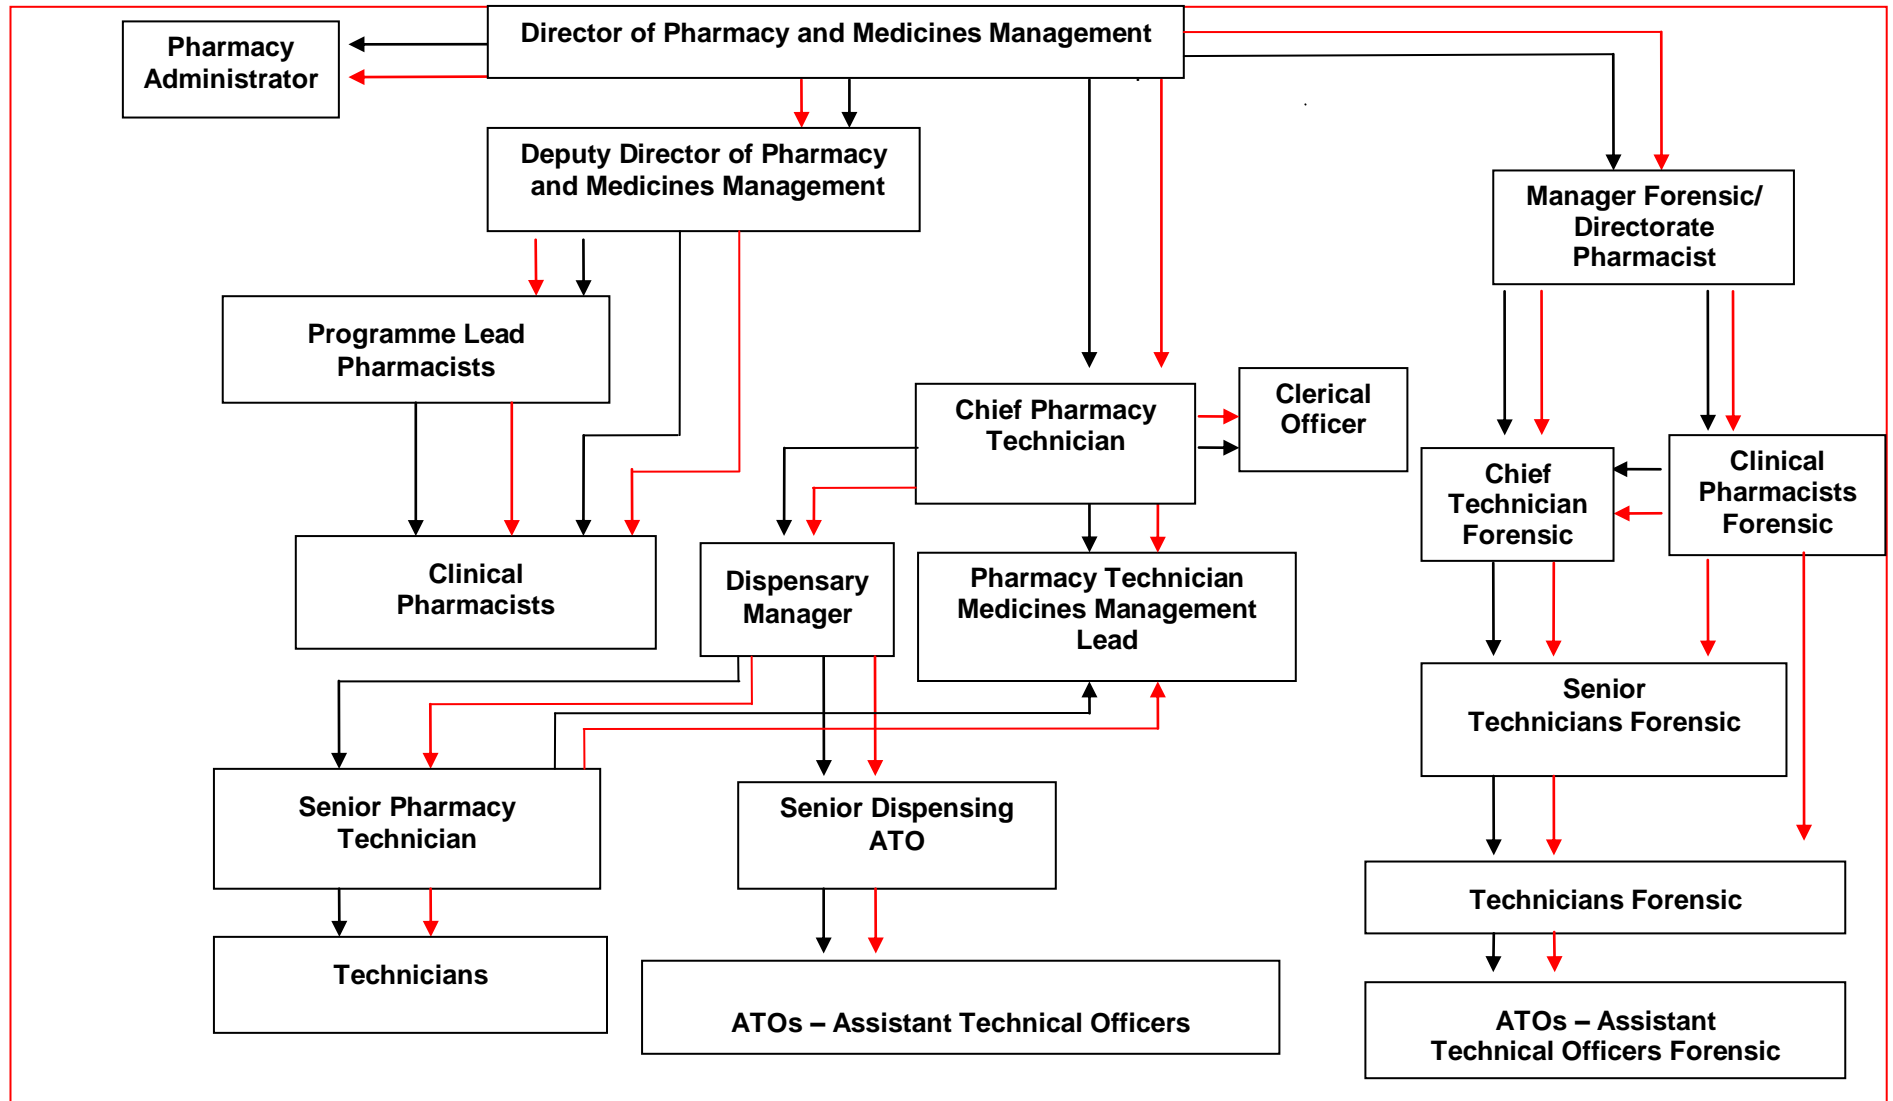 Director of Pharmacy and Medicines Management
Pharmacy
Administrator
Deputy Director of Pharmacy
and Medicines Management
Manager Forensic/
Directorate
Pharmacist
Programme Lead
Pharmacists
Chief Pharmacy
Technician
Clerical
Officer
Chief
Technician
Forensic
Clinical
Pharmacists
Forensic
Clinical
Pharmacists
Dispensary
Manager
Pharmacy Technician
Medicines Management
Lead
Senior
Technicians Forensic
Senior Pharmacy
Technician
Senior Dispensing
ATO
Technicians Forensic
Technicians
ATOs – Assistant Technical Officers
ATOs – Assistant
Technical Officers Forensic